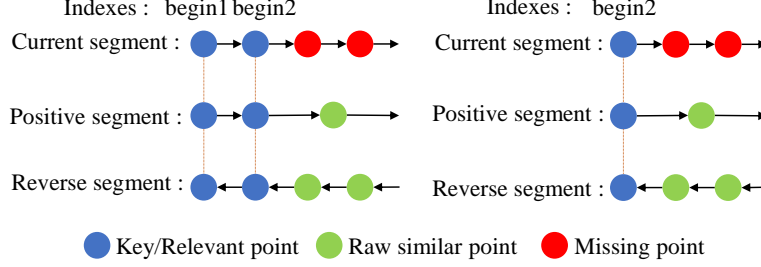 Indexes : begin1 begin2
Current segment :
Positive segment :
Reverse segment :
Indexes : begin2
Current segment :
Positive segment :
Reverse segment :
Key/Relevant point Raw similar point Missing point